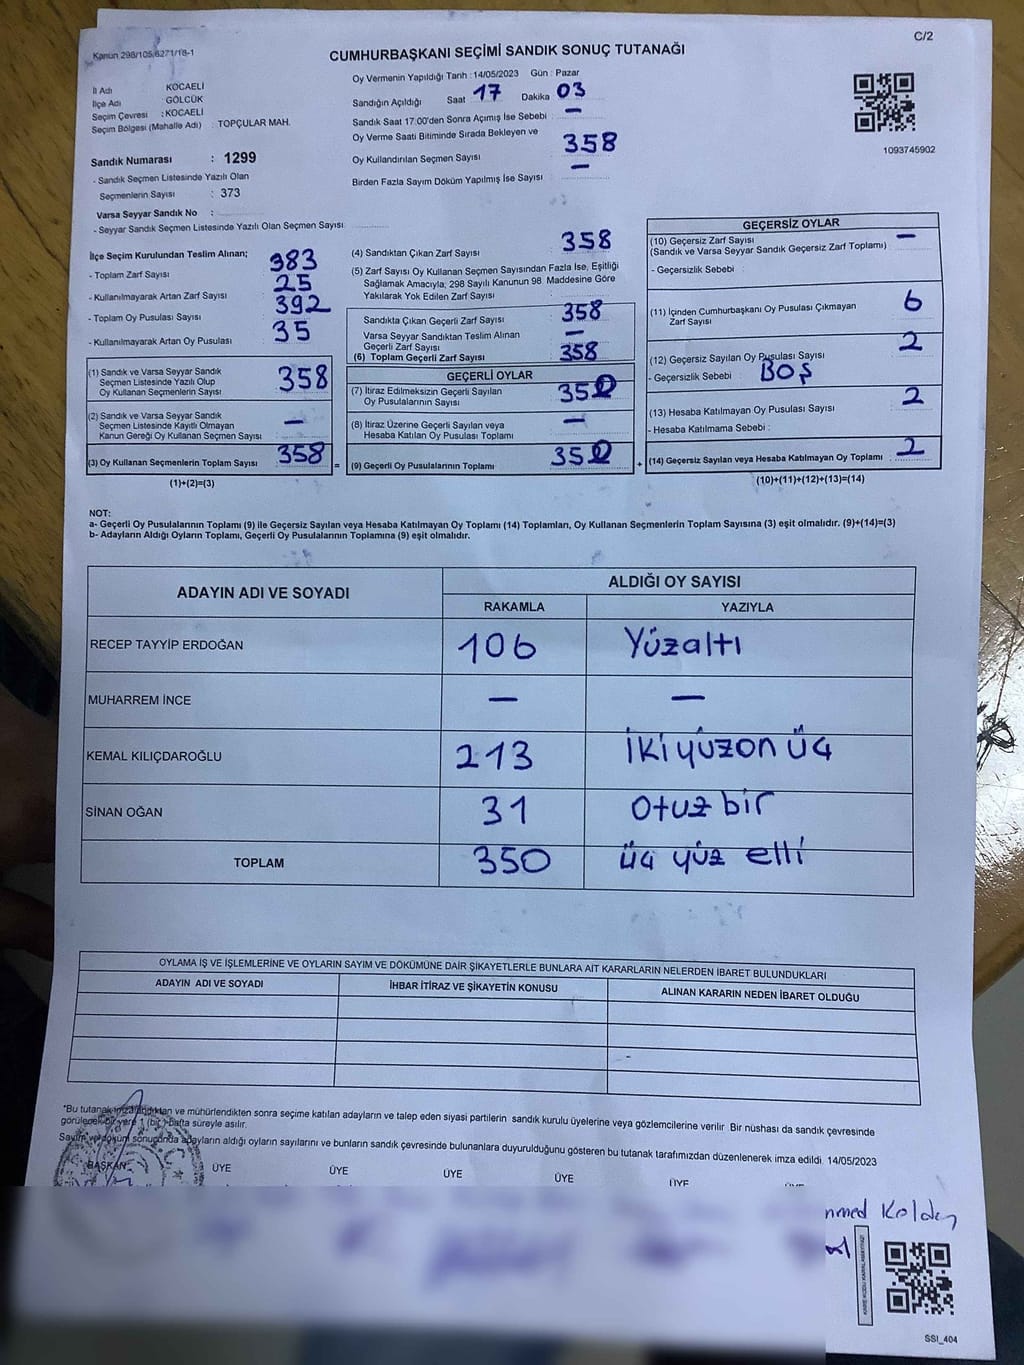 Kanun 298/105,6271/18-1
CUMHURBAŞKANI SEÇİMİ SANDIK SONUÇ TUTANAĞI
C/2
İl Adı KOCAELİ
İlçe Adı GÖLCÜK
Seçim Çevresi : KOCAELİ
Seçim Bölgesi (Mahalle Adı) : TOPÇULAR MAH.
Sandık Numarası : 1299
- Sandık Seçmen Listesinde Yazılı Olan
Seçmenlerin Sayısı : 373
Varsa Seyyar Sandık No :
- Seyyar Sandık Seçmen Listesinde Yazılı Olan Seçmen Sayısı
Oy Vermenin Yapıldığı Tarih : 14/05/2023 Gün : Pazar
Sandığın Açıldığı Saat 17 Dakika 03
Sandık Saat 17:00'den Sonra Açımış İse Sebebi : —
Oy Verme Saati Bitiminde Sırada Bekleyen ve
Oy Kullandırılan Seçmen Sayısı 358
Birden Fazla Sayım Döküm Yapılmış İse Sayısı —
1093745902
İlçe Seçim Kurulundan Teslim Alınan;
- Toplam Zarf Sayısı 383
- Kullanılmayarak Artan Zarf Sayısı 25
- Toplam Oy Pusulası Sayısı 392
- Kullanılmayarak Artan Oy Pusulası 35
(1) Sandık ve Varsa Seyyar Sandık
Seçmen Listesinde Yazılı Olup
Oy Kullanan Seçmenlerin Sayısı 358
(2) Sandık ve Varsa Seyyar Sandık
Seçmen Listesinde Kayıtlı Olmayan
Kanun Gereği Oy Kullanan Seçmen Sayısı —
(3) Oy Kullanan Seçmenlerin Toplam Sayısı 358
(1)+(2)=(3)
=
(4) Sandıktan Çıkan Zarf Sayısı 358
(5) Zarf Sayısı Oy Kullanan Seçmen Sayısından Fazla İse, Eşitliği
Sağlamak Amacıyla, 298 Sayılı Kanunun 98. Maddesine Göre
Yakılarak Yok Edilen Zarf Sayısı
Sandıkta Çıkan Geçerli Zarf Sayısı 358
Varsa Seyyar Sandıktan Teslim Alınan
Geçerli Zarf Sayısı —
(6) Toplam Geçerli Zarf Sayısı 358
GEÇERLİ OYLAR
(7) İtiraz Edilmeksizin Geçerli Sayılan
Oy Pusulalarının Sayısı 350
(8) İtiraz Üzerine Geçerli Sayılan veya
Hesaba Katılan Oy Pusulası Toplamı —
(9) Geçerli Oy Pusulalarının Toplamı 350
+
GEÇERSİZ OYLAR
(10) Geçersiz Zarf Sayısı —
(Sandık ve Varsa Seyyar Sandık Geçersiz Zarf Toplamı)
- Geçersizlik Sebebi :
(11) İçinden Cumhurbaşkanı Oy Pusulası Çıkmayan
Zarf Sayısı 6
(12) Geçersiz Sayılan Oy Pusulası Sayısı 2
- Geçersizlik Sebebi : BOŞ
(13) Hesaba Katılmayan Oy Pusulası Sayısı 2
- Hesaba Katılmama Sebebi :
(14) Geçersiz Sayılan veya Hesaba Katılmayan Oy Toplamı 2
(10)+(11)+(12)+(13)=(14)
NOT:
a- Geçerli Oy Pusulalarının Toplamı (9) ile Geçersiz Sayılan veya Hesaba Katılmayan Oy Toplamı (14) Toplamları, Oy Kullanan Seçmenlerin Toplam Sayısına (3) eşit olmalıdır. (9)+(14)=(3)
b- Adayların Aldığı Oyların Toplamı, Geçerli Oy Pusulalarının Toplamına (9) eşit olmalıdır.
ADAYIN ADI VE SOYADI ALDIĞI OY SAYISI
RAKAMLA YAZIYLA
RECEP TAYYİP ERDOĞAN 106 Yüzaltı
MUHARREM İNCE — —
KEMAL KILIÇDAROĞLU 213 İkiyüzon üç
SİNAN OĞAN 31 otuz bir
TOPLAM 350 üç yüz elli
OYLAMA İŞ VE İŞLEMLERİNE VE OYLARIN SAYIM VE DÖKÜMÜNE DAİR ŞİKAYETLERLE BUNLARA AİT KARARLARIN NELERDEN İBARET BULUNDUKLARI
ADAYIN ADI VE SOYADI İHBAR İTİRAZ VE ŞİKAYETİN KONUSU ALINAN KARARIN NEDEN İBARET OLDUĞU
*Bu tutanak imzalandıktan ve mühürlendikten sonra seçime katılan adayların ve talep eden siyasi partilerin sandık kurulu üyelerine veya gözlemcilerine verilir. Bir nüshası da sandık çevresinde
görülecek bir yere 1 (bir) hafta süreyle asılır.
Sayım ve döküm sonucunda adayların aldığı oyların sayılarını ve bunların sandık çevresinde bulunanlara duyurulduğunu gösteren bu tutanak tarafımızdan düzenlenerek imza edildi. 14/05/2023
BAŞKAN ÜYE ÜYE ÜYE ÜYE ÜYE
SSI_404